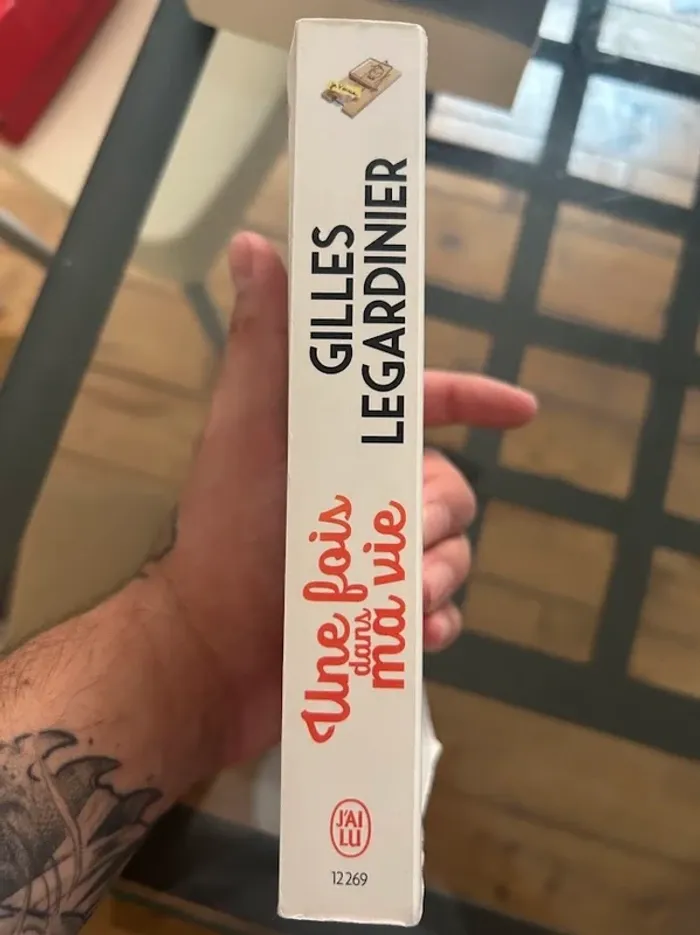 GILLES
LEGARDINIER
Une fois
dans
ma vie
J'AI
LU
12269